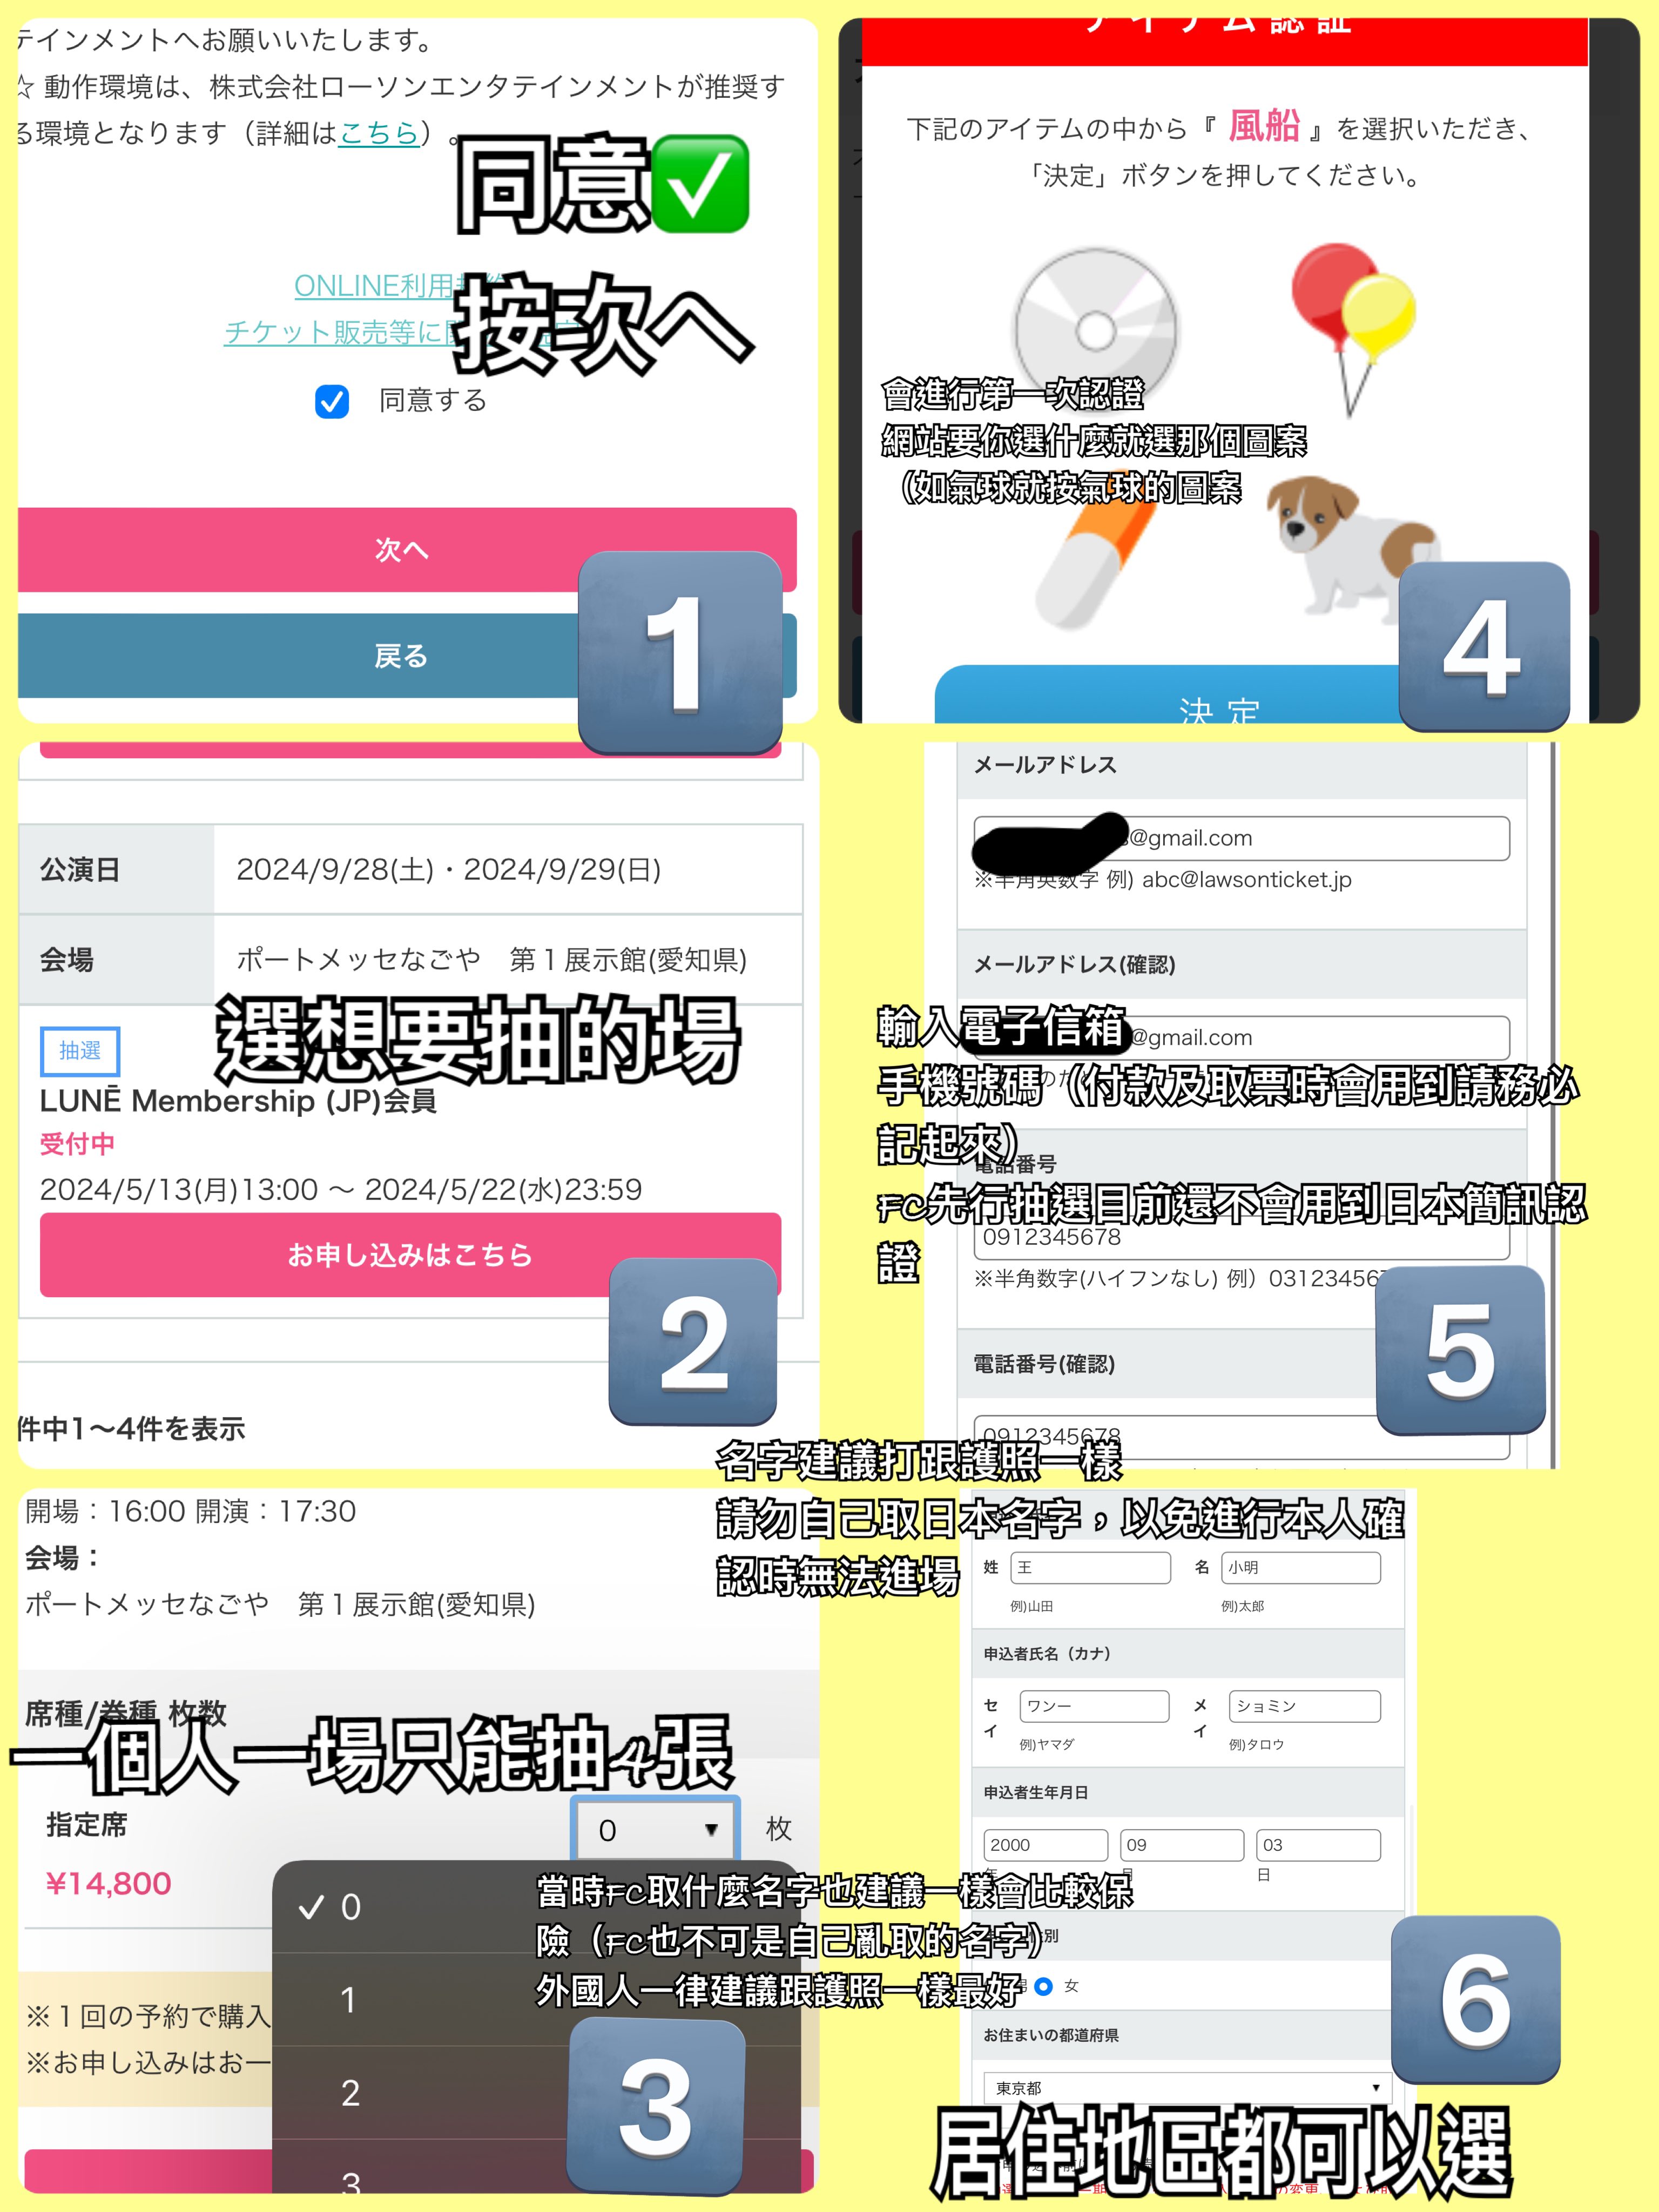 テインメントへお願いいたします。
☆ 動作環境は、株式会社ローソンエンタテインメントが推奨す
る環境となります（詳細はこちら）。
同意✅
ONLINE利用
按次へ
チケット販売等に
同意する
次へ
戻る
1
公演日
2024/9/28(土)・2024/9/29(日)
会場
ポートメッセなごや　第１展示館(愛知県)
選想要抽的場
抽選
LUNĒ Membership (JP)会員
受付中
2024/5/13(月)13:00 ～ 2024/5/22(水)23:59
お申し込みはこちら
2
件中1～4件を表示
開場：16:00 開演：17:30
会場：
ポートメッセなごや　第１展示館(愛知県)
席種/券種 枚数
一個人一場只能抽4張
指定席
0
枚
¥14,800
✓ 0
1
2
3
※１回の予約で購入
※お申し込みはお一
3
アイテム認証
下記のアイテムの中から『 風船 』を選択いただき、
「決定」ボタンを押してください。
會進行第一次認證
網站要你選什麼就選那個圖案
（如氣球就按氣球的圖案
決定
4
メールアドレス
@gmail.com
※半角英数字 例) abc@lawsonticket.jp
メールアドレス(確認)
@gmail.com
輸入電子信箱
手機號碼（付款及取票時會用到請務必
記起來）
電話番号
FC先行抽選目前還不會用到日本簡訊認
證
0912345678
※半角数字(ハイフンなし) 例）03123456
5
電話番号(確認)
0912345678
名字建議打跟護照一樣
請勿自己取日本名字，以免進行本人確
認時無法進場
姓
王
名
小明
例)山田
例)太郎
申込者氏名（カナ）
セイ
ワンー
メイ
ショミン
例)ヤマダ
例)タロウ
申込者生年月日
2000
09
03
年
月
日
當時FC取什麼名字也建議一樣會比較保
險（FC也不可是自己亂取的名字）
外國人一律建議跟護照一樣最好
性別
男
女
お住まいの都道府県
東京都
6
居住地區都可以選